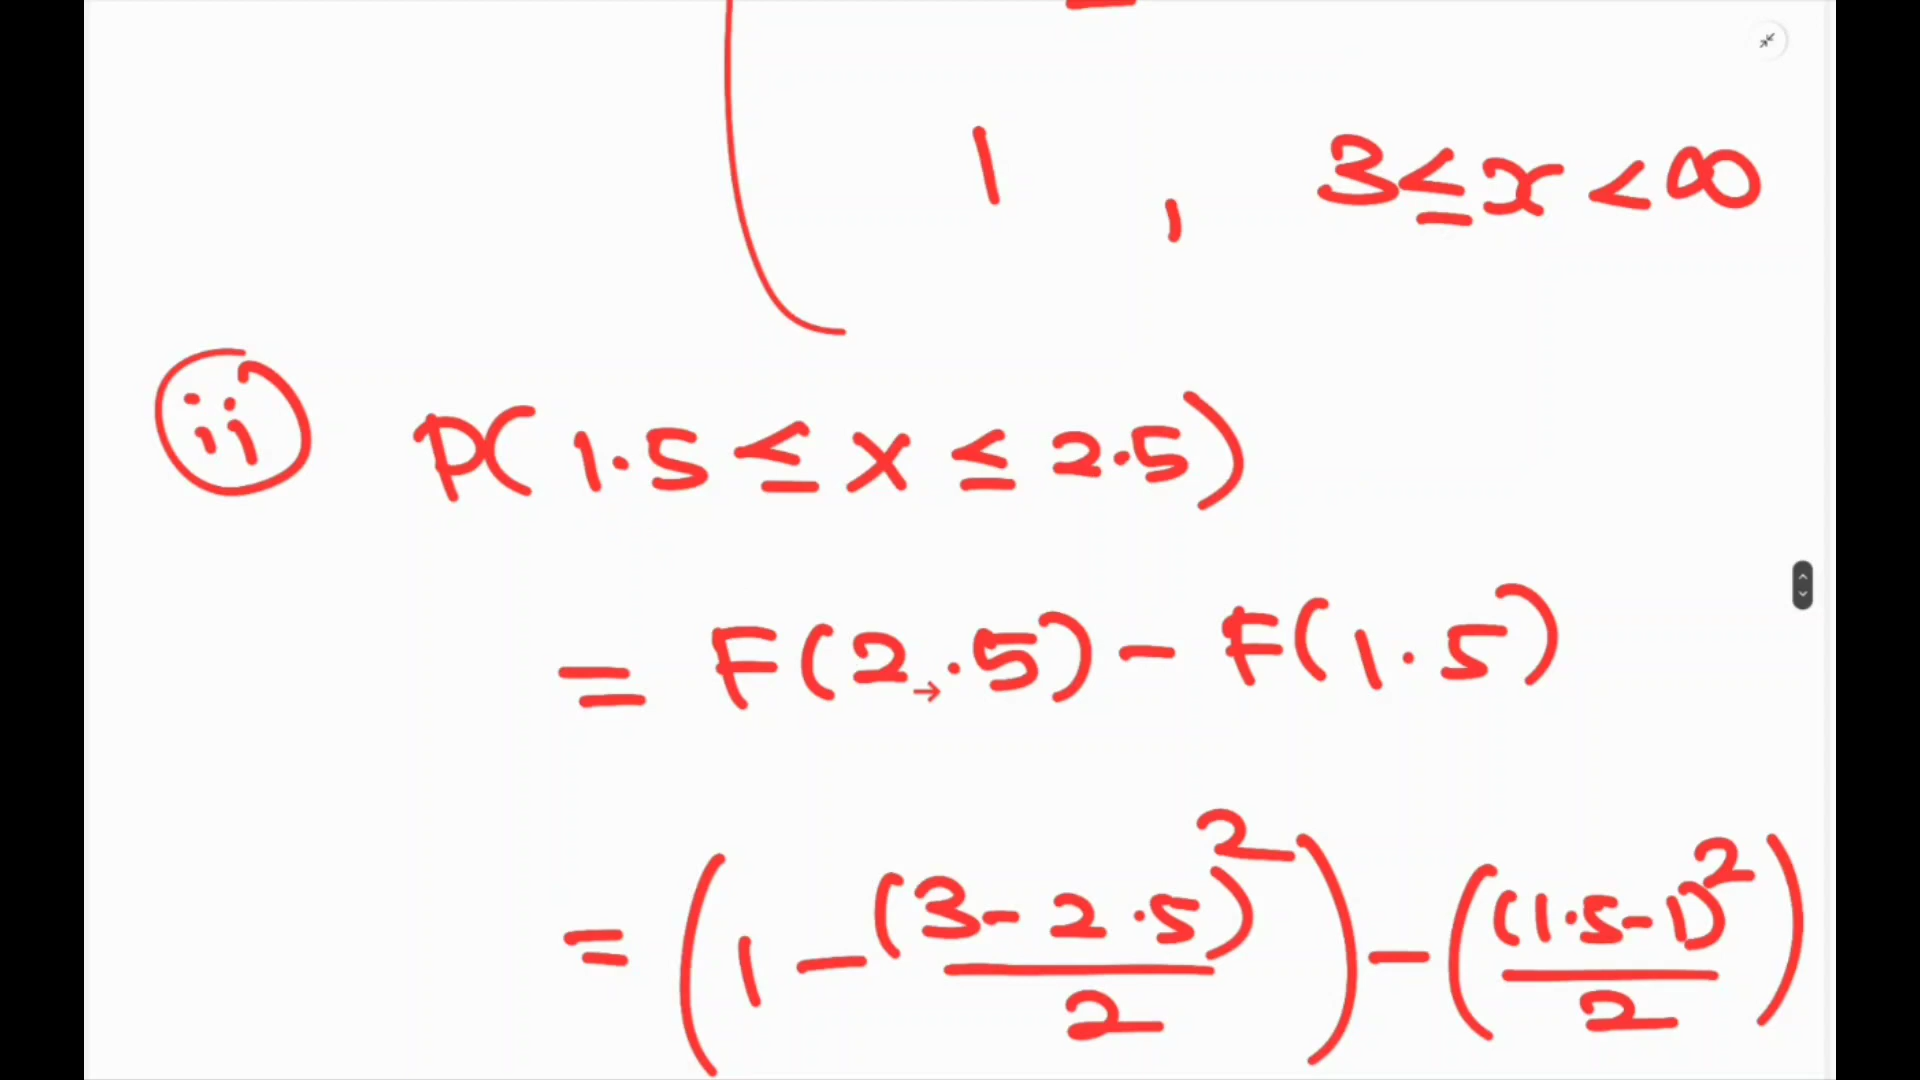 1 , 3≤x<∞
ii) P(1.5≤x≤2.5)
= F(2.5) - F(1.5)
= (1 - (3-2.5)²/2) - ((1.5-1)²/2)